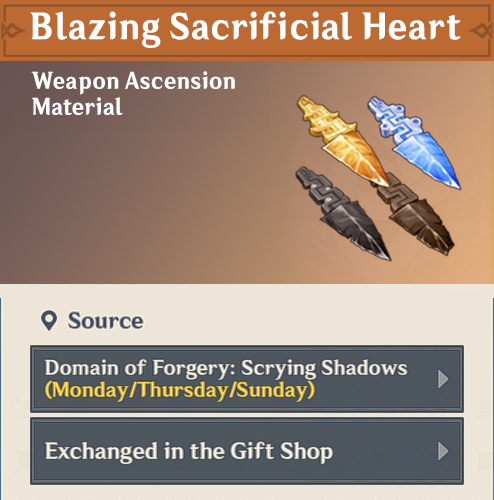 Blazing Sacrificial Heart
Weapon Ascension
Material
Source
Domain of Forgery: Scrying Shadows
(Monday/Thursday/Sunday)
Exchanged in the Gift Shop